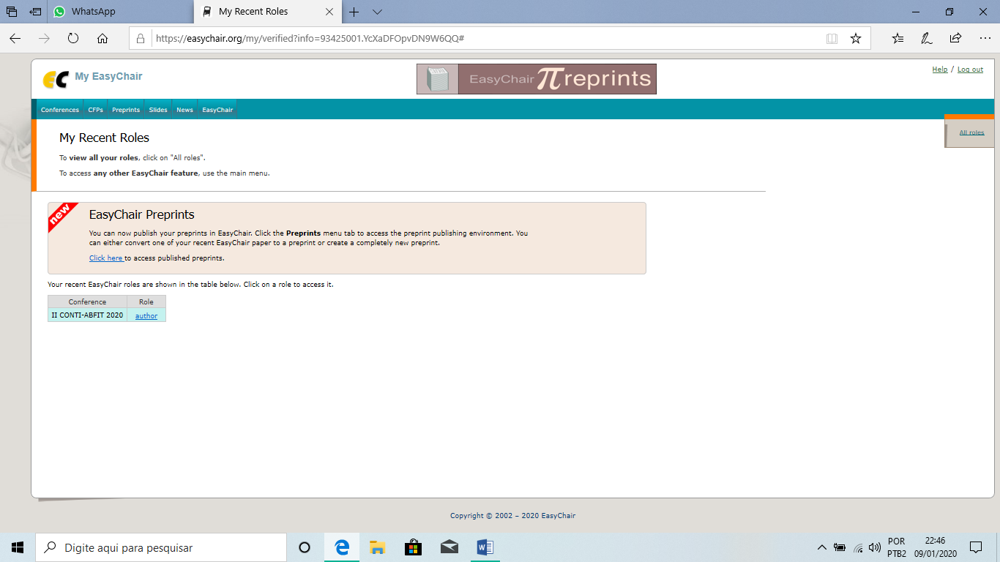 WhatsApp
My Recent Roles
https://easychair.org/my/verified?info=93425001.YcXaDFOpvDN9W6QQ#
EC My EasyChair
EasyChair πreprints
Help / Log out
Conferences CFPs Preprints Slides News EasyChair
My Recent Roles
All roles
To view all your roles, click on "All roles".
To access any other EasyChair feature, use the main menu.
new
EasyChair Preprints
You can now publish your preprints in EasyChair. Click the Preprints menu tab to access the preprint publishing environment. You
can either convert one of your recent EasyChair paper to a preprint or create a completely new preprint.
Click here to access published preprints.
Your recent EasyChair roles are shown in the table below. Click on a role to access it.
Conference Role
II CONTI-ABFIT 2020 author
Copyright © 2002 – 2020 EasyChair
Digite aqui para pesquisar
POR
PTB2
22:46
09/01/2020